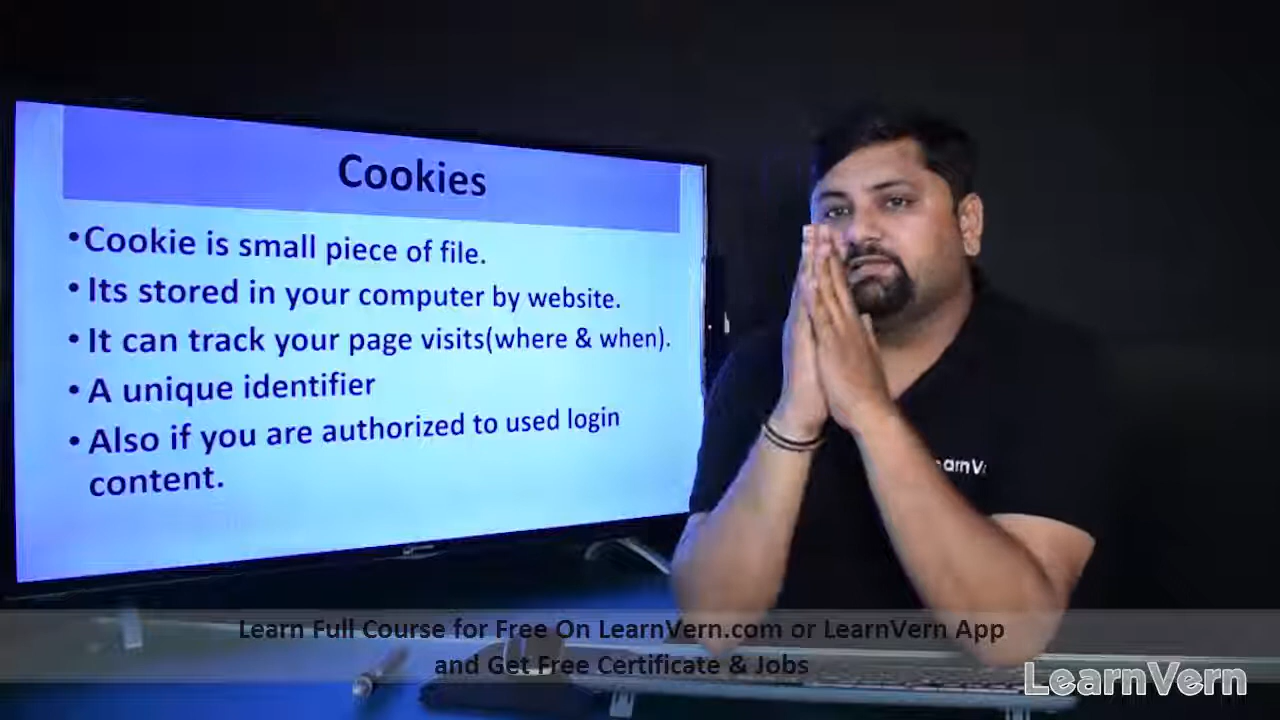 Cookies
•Cookie is small piece of file.
• Its stored in your computer by website.
• It can track your page visits(where & when).
• A unique identifier
• Also if you are authorized to used login
content.
arnV
Learn Full Course for Free On LearnVern.com or LearnVern App
and Get Free Certificate & Jobs
LearnVern